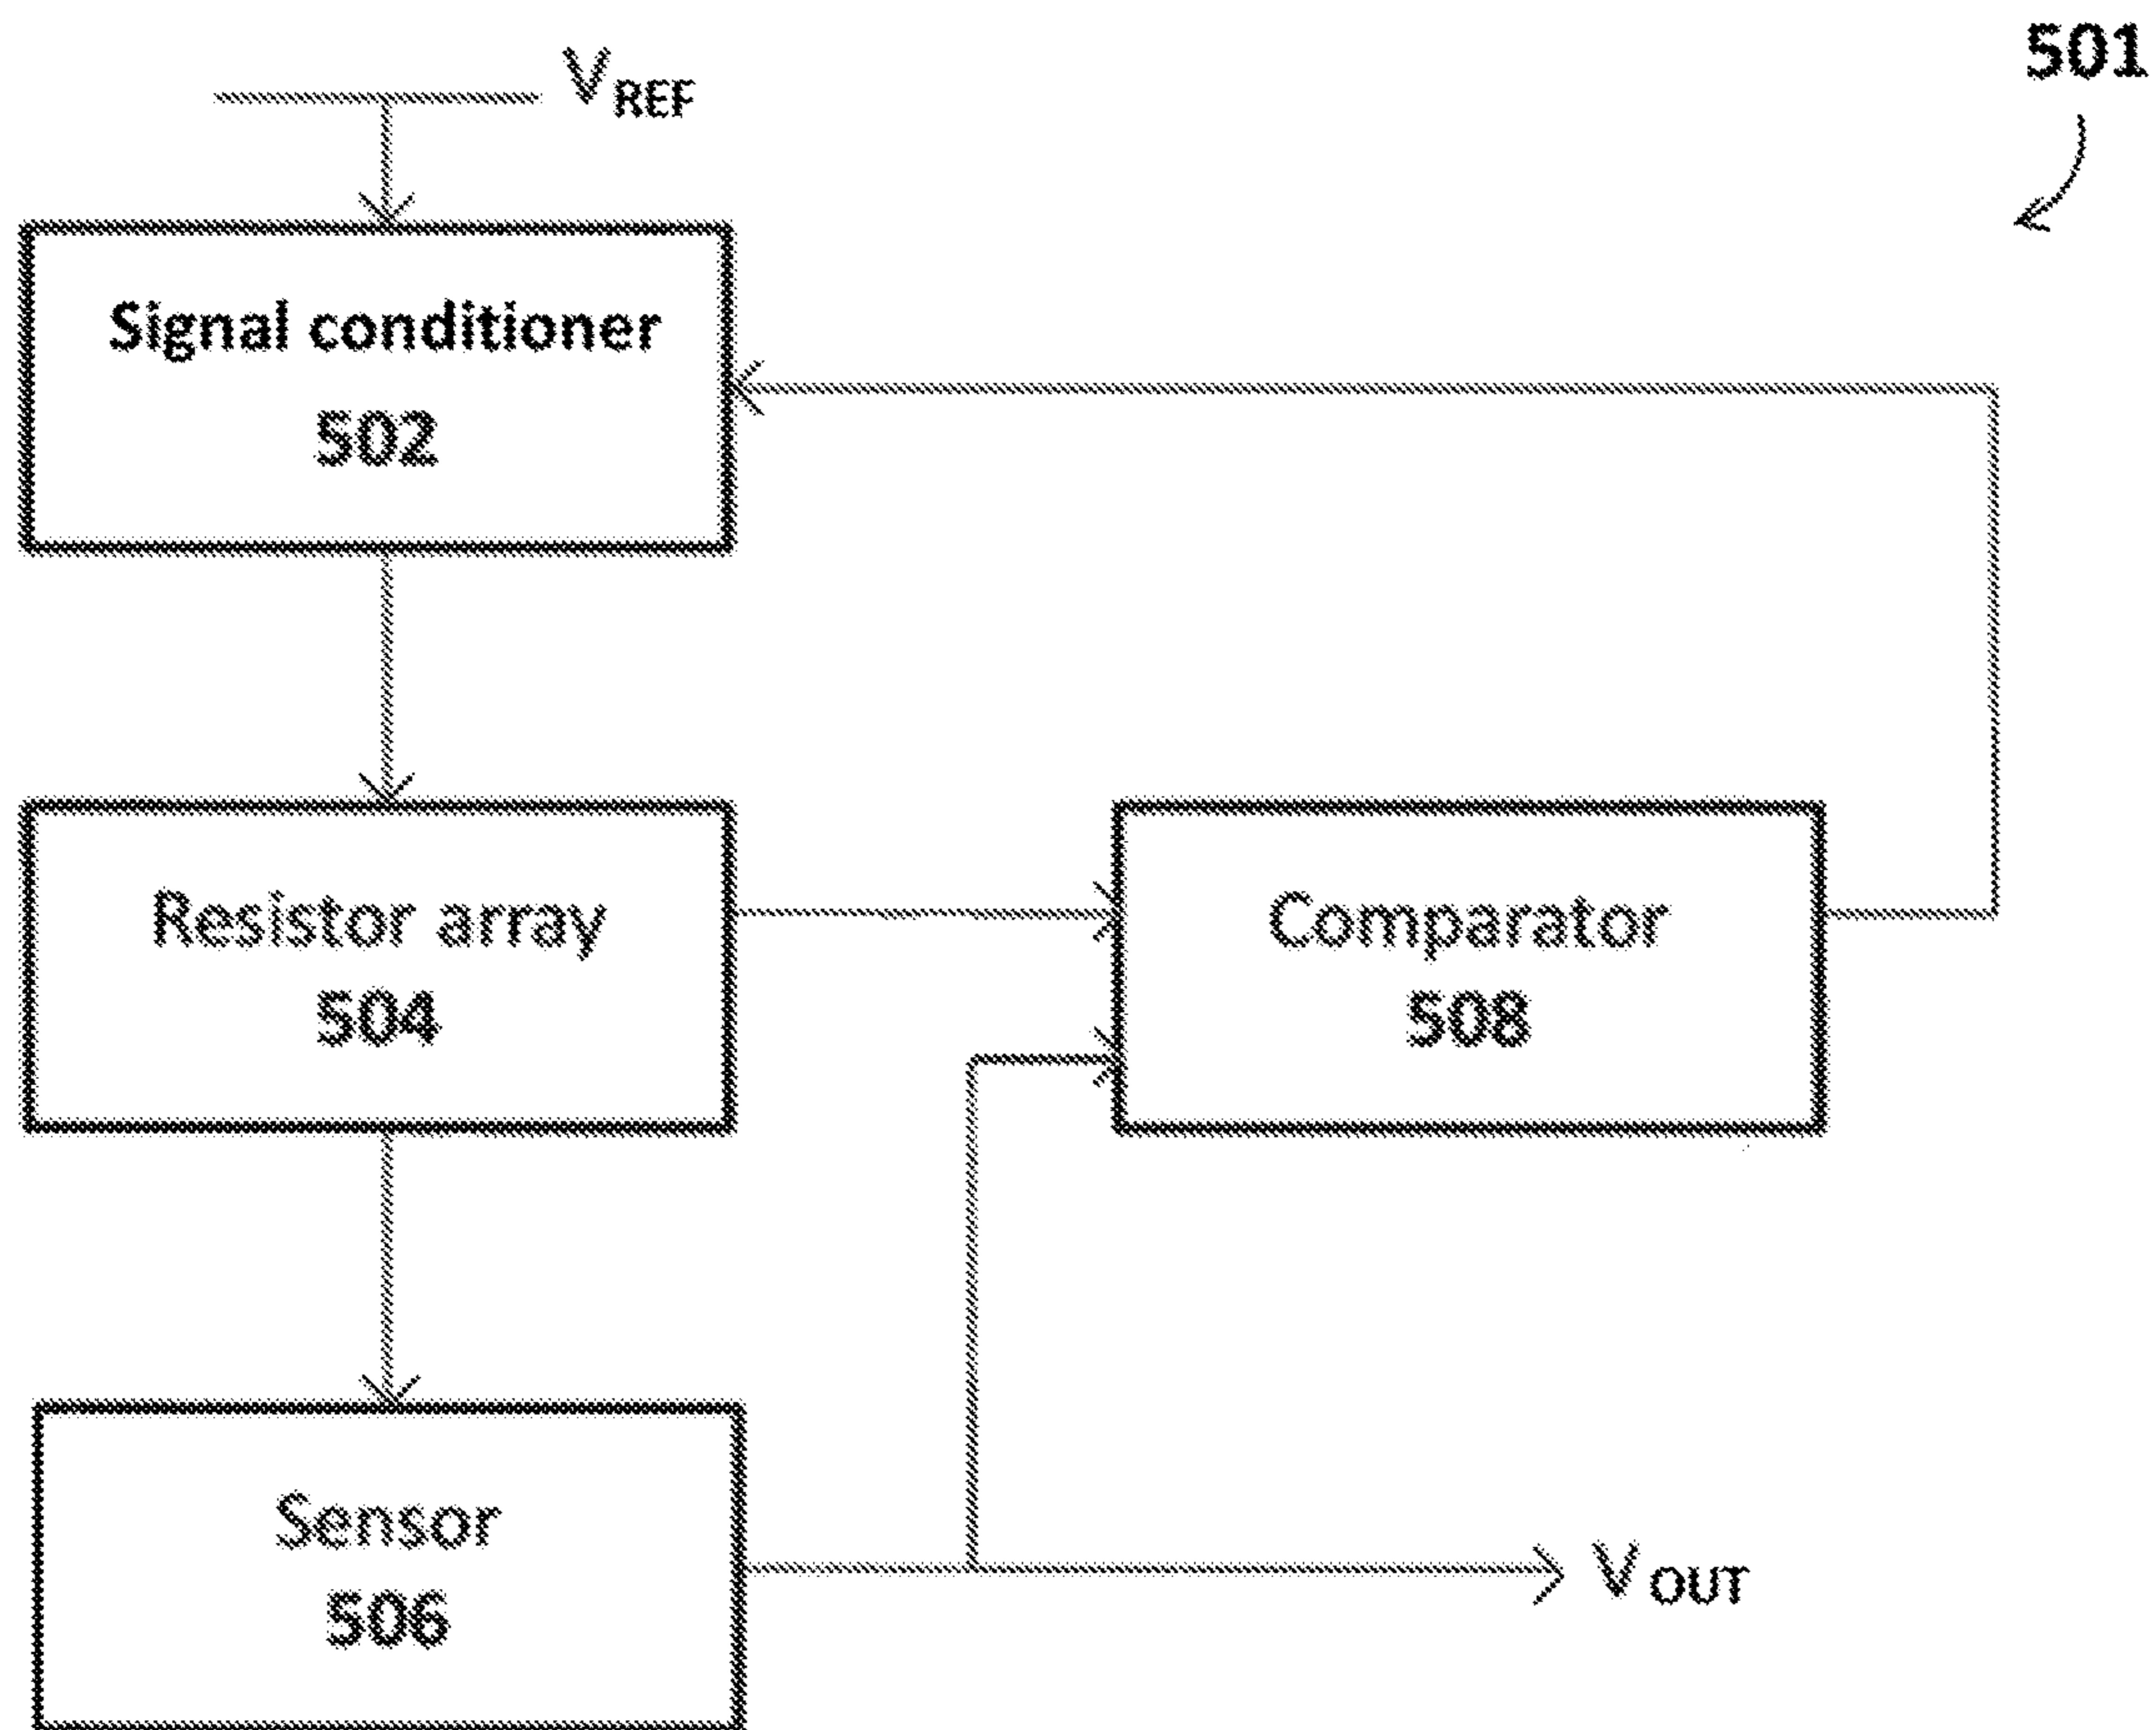 501
VREF
Signal conditioner
502
Resistor array
504
Comparator
508
Sensor
506
VOUT